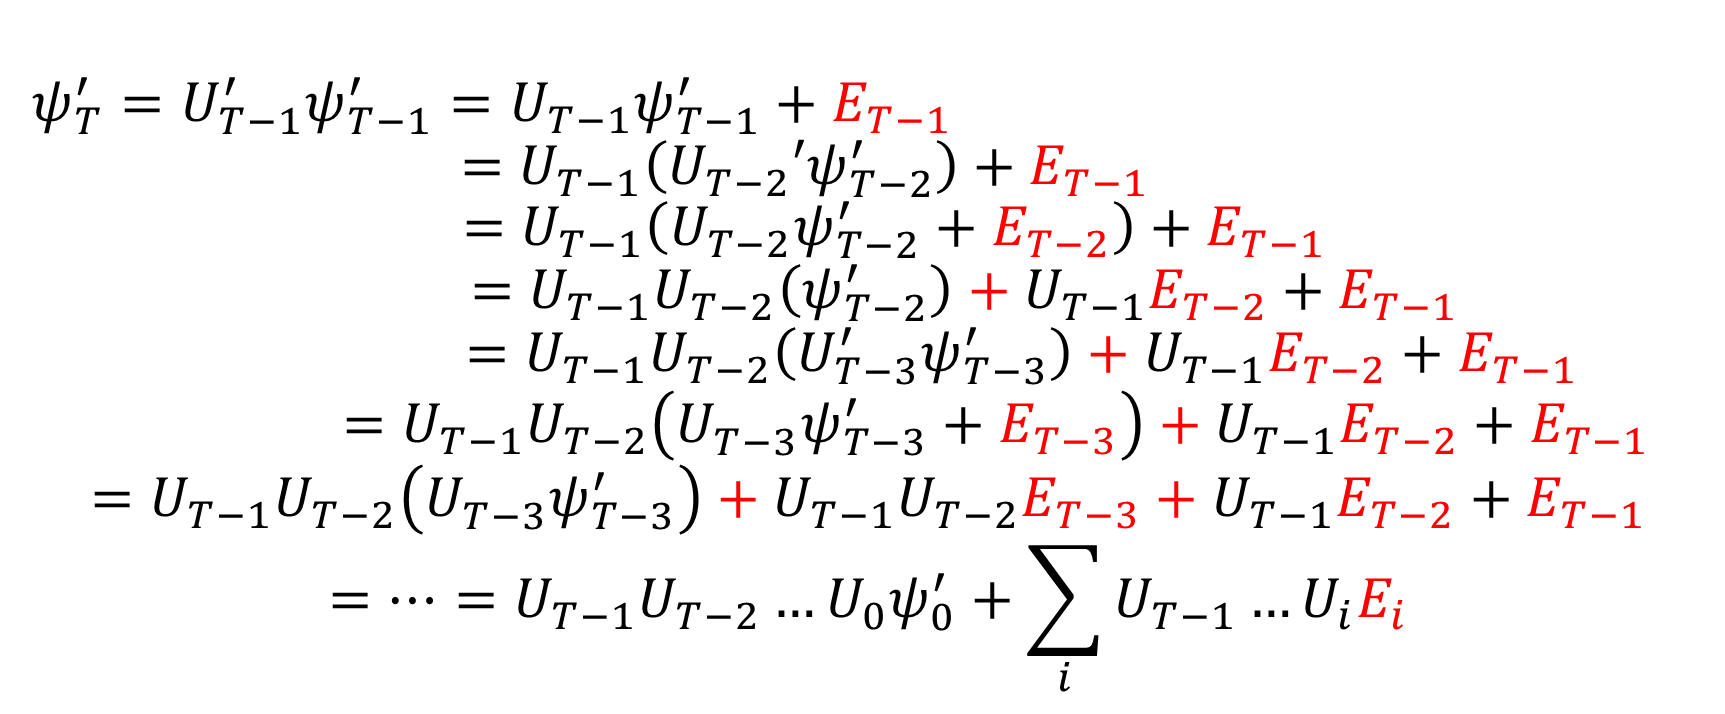 ψ′_T = U′_{T−1}ψ′_{T−1} = U_{T−1}ψ′_{T−1} + E_{T−1}
= U_{T−1}(U_{T−2}′ψ′_{T−2}) + E_{T−1}
= U_{T−1}(U_{T−2}ψ′_{T−2} + E_{T−2}) + E_{T−1}
= U_{T−1}U_{T−2}(ψ′_{T−2}) + U_{T−1}E_{T−2} + E_{T−1}
= U_{T−1}U_{T−2}(U′_{T−3}ψ′_{T−3}) + U_{T−1}E_{T−2} + E_{T−1}
= U_{T−1}U_{T−2}(U_{T−3}ψ′_{T−3} + E_{T−3}) + U_{T−1}E_{T−2} + E_{T−1}
= U_{T−1}U_{T−2}(U_{T−3}ψ′_{T−3}) + U_{T−1}U_{T−2}E_{T−3} + U_{T−1}E_{T−2} + E_{T−1}
= ⋯ = U_{T−1}U_{T−2} … U_0ψ′_0 + ∑_i U_{T−1} … U_iE_i